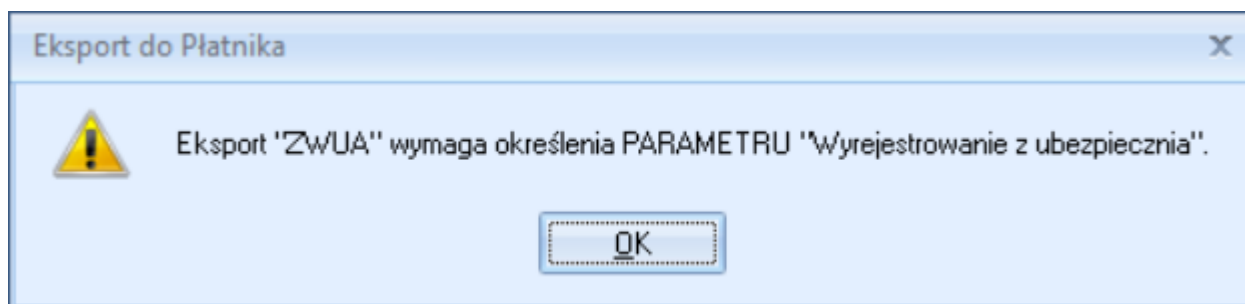 Eksport do Płatnika
Eksport "ZWUA" wymaga określenia PARAMETRU "Wyrejestrowanie z ubezpiecznia".
OK